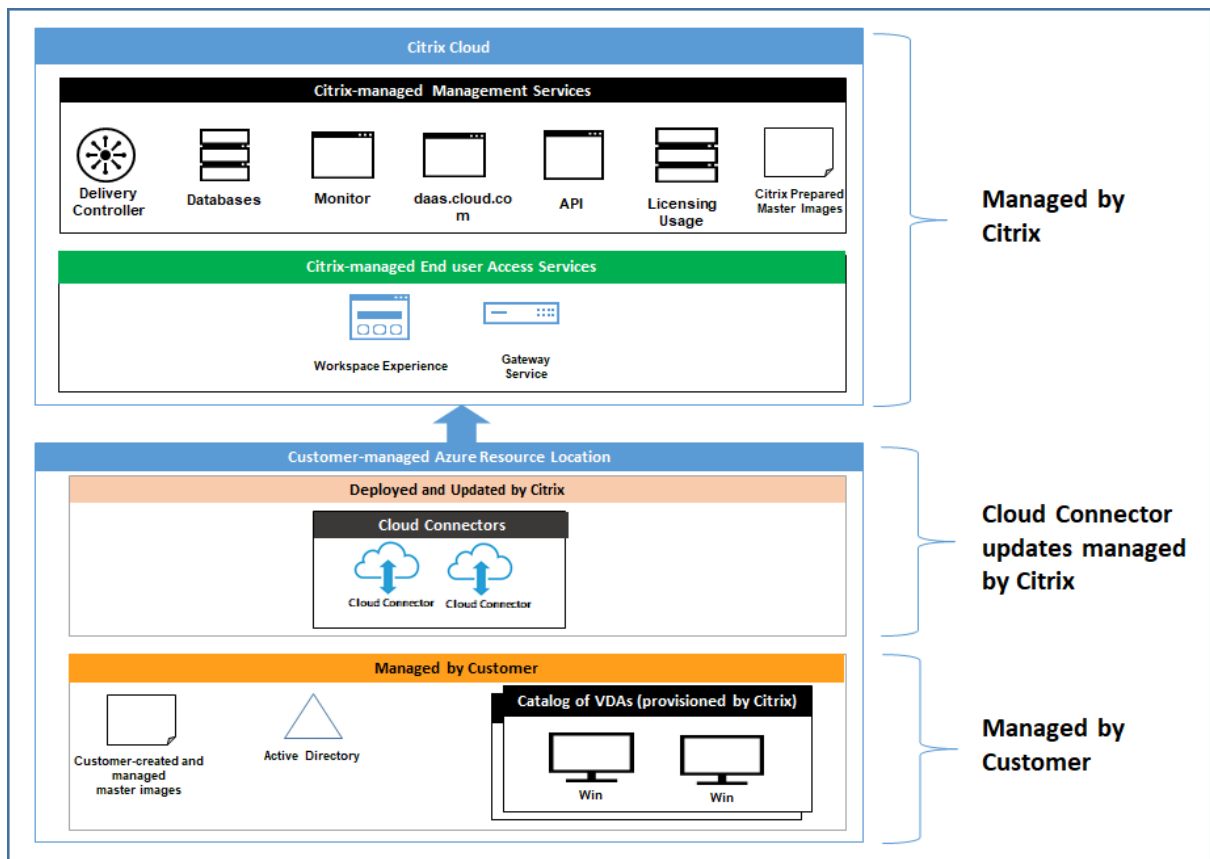 Citrix Cloud
Citrix-managed Management Services
Delivery
Controller
Databases
Monitor
daas.cloud.co
m
API
Licensing
Usage
Citrix Prepared
Master Images
Managed by
Citrix
Citrix-managed End user Access Services
Workspace Experience
Gateway
Service
Customer-managed Azure Resource Location
Deployed and Updated by Citrix
Cloud Connectors
Cloud Connector
Cloud Connector
Cloud Connector
updates managed
by Citrix
Managed by Customer
Customer-created and
managed
master images
Active Directory
Catalog of VDAs (provisioned by Citrix)
Win
Win
Managed by
Customer